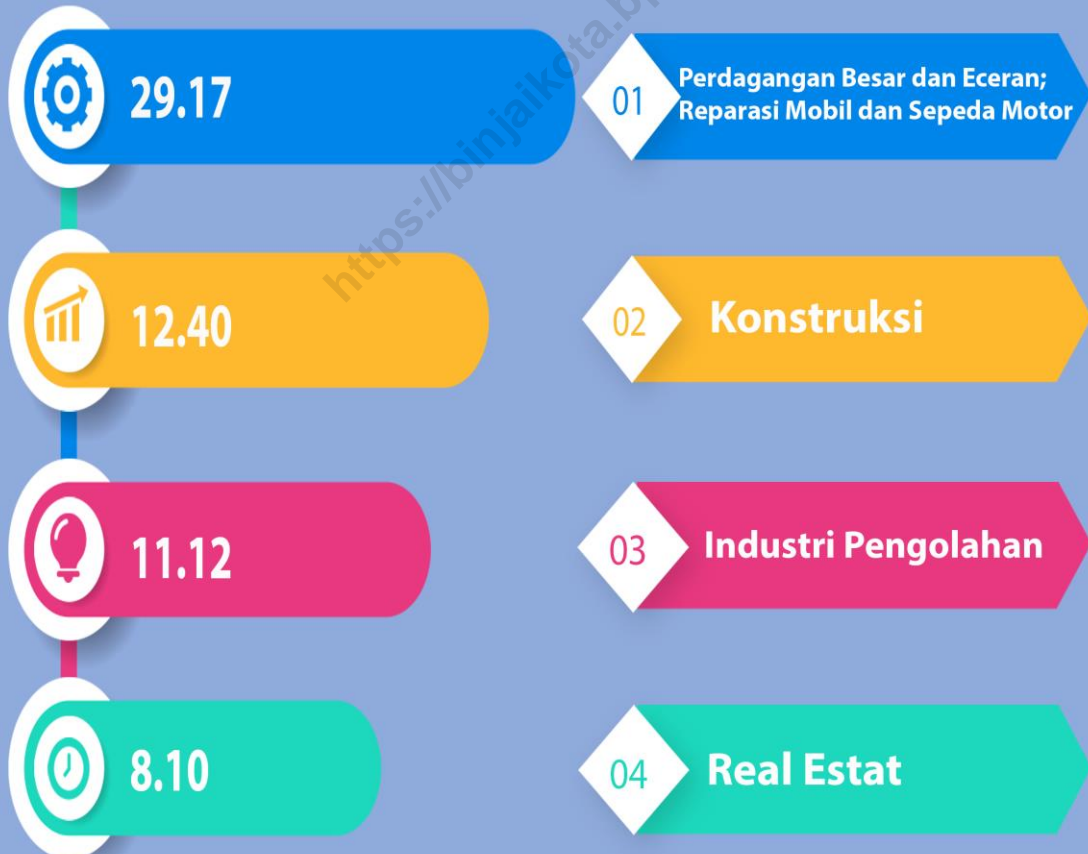 29.17
01
Perdagangan Besar dan Eceran;
Reparasi Mobil dan Sepeda Motor
12.40
02
Konstruksi
11.12
03
Industri Pengolahan
8.10
04
Real Estat
https://binjaikota.bp